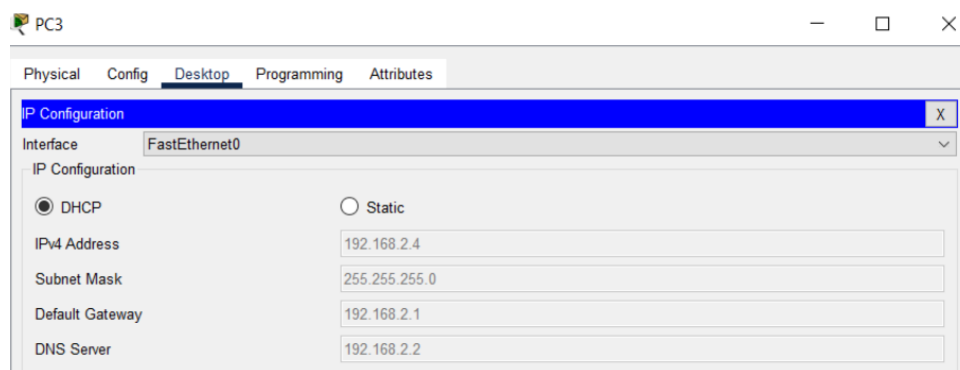 PC3
Physical Config Desktop Programming Attributes
IP Configuration X
Interface FastEthernet0
IP Configuration
DHCP Static
IPv4 Address 192.168.2.4
Subnet Mask 255.255.255.0
Default Gateway 192.168.2.1
DNS Server 192.168.2.2